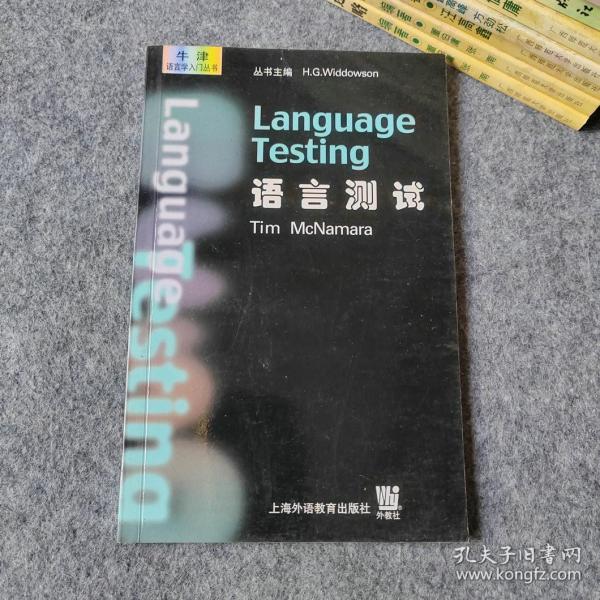 牛津
语言学入门丛书
丛书主编 H.G.Widdowson
Language
Testing
语言测试
Tim McNamara
Language
Testing
上海外语教育出版社
外教社
孔夫子旧书网
www.kongfz.com